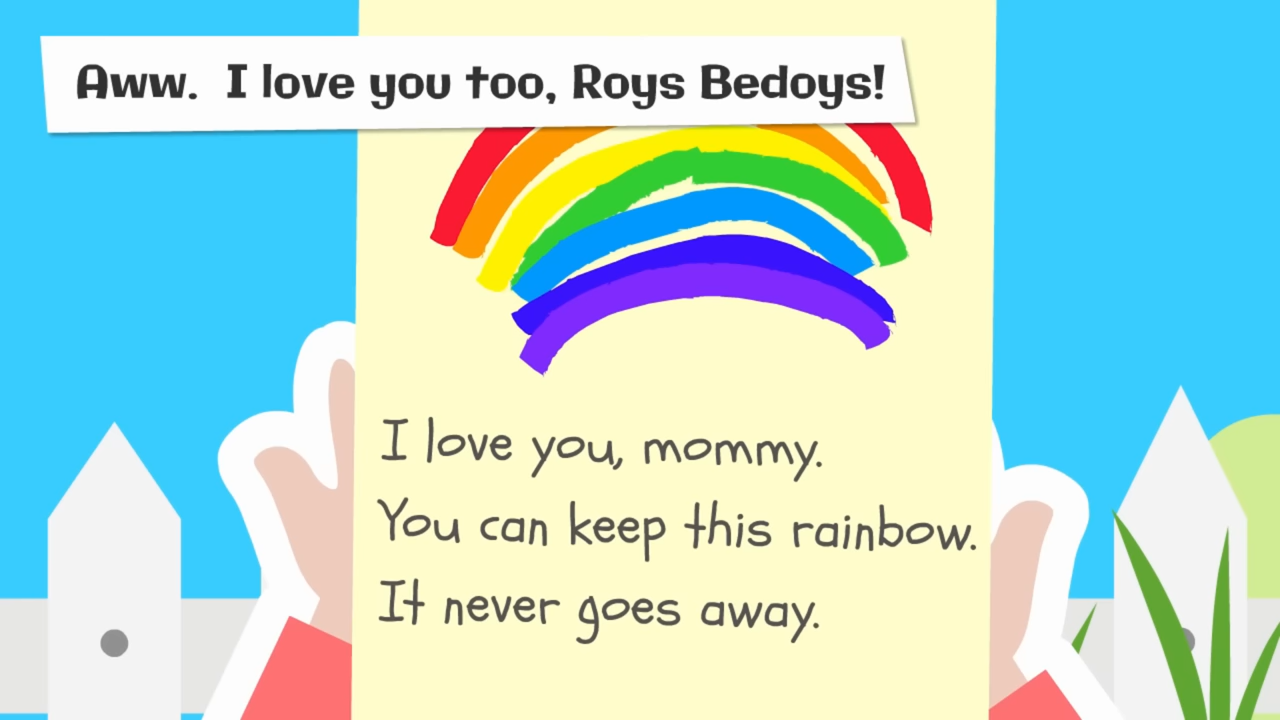 Aww. I love you too, Roys Bedoys!
I love you, mommy.
You can keep this rainbow.
It never goes away.